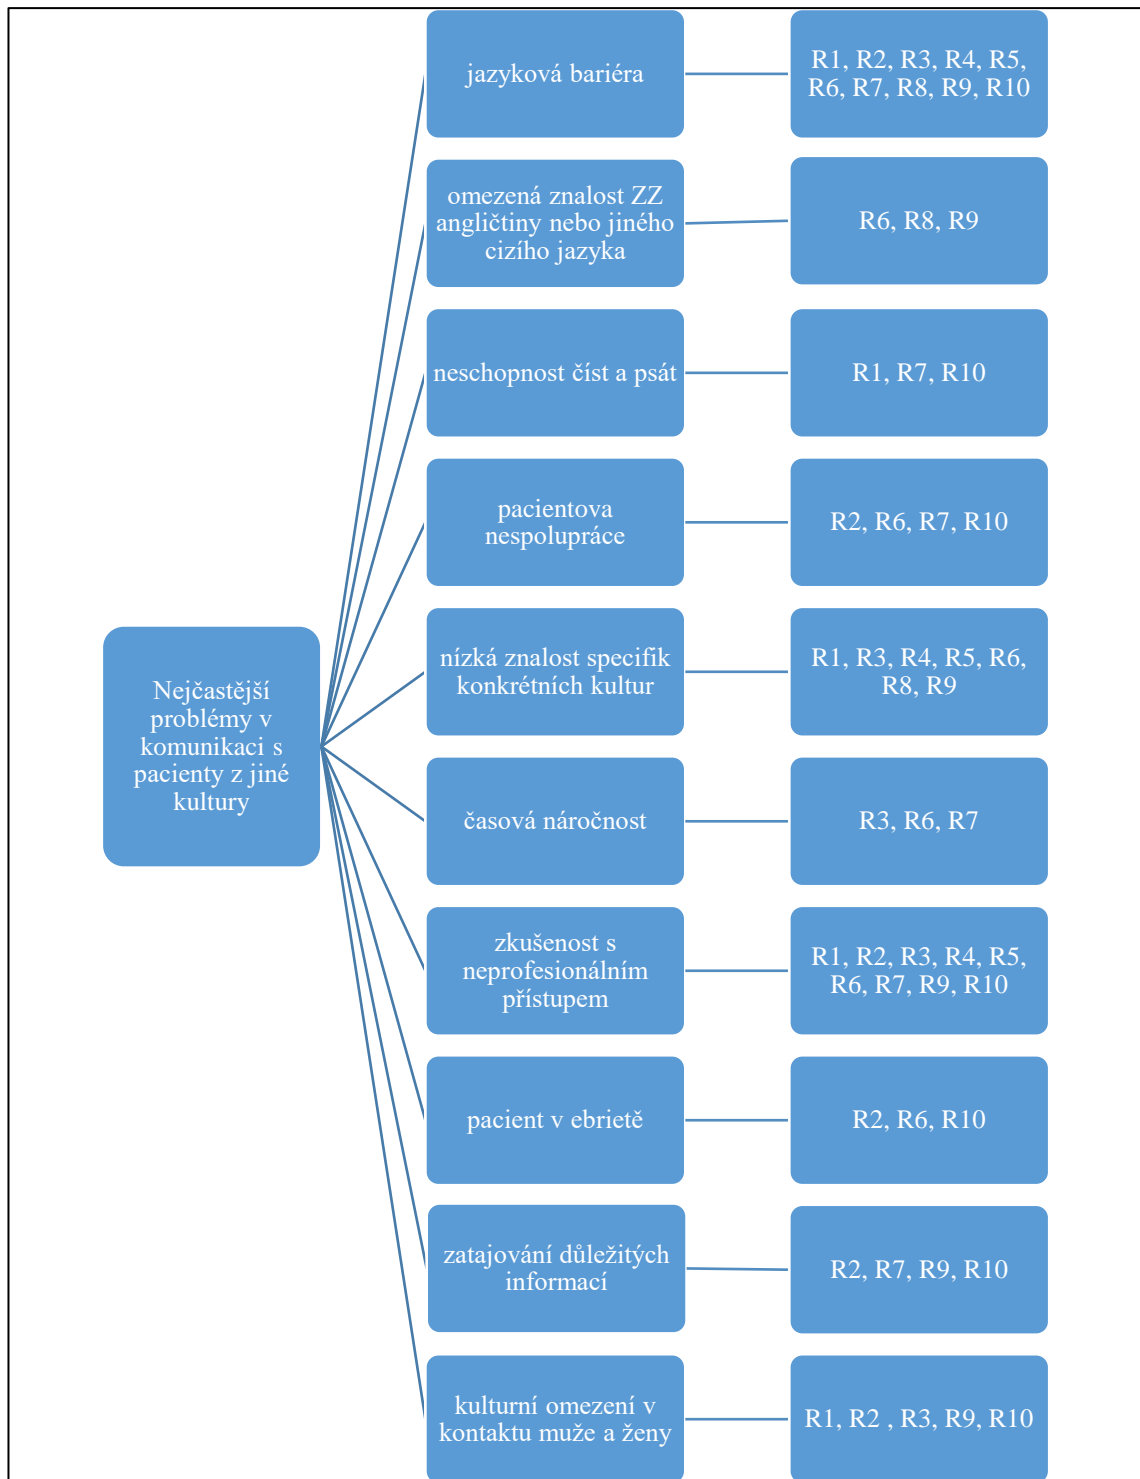 jazyková bariéra
R1, R2, R3, R4, R5,
R6, R7, R8, R9, R10
omezená znalost ZZ
angličtiny nebo jiného
cizího jazyka
R6, R8, R9
neschopnost číst a psát
R1, R7, R10
pacientova
nespolupráce
R2, R6, R7, R10
Nejčastější
problémy v
komunikaci s
pacienty z jiné
kultury
nízká znalost specifik
konkrétních kultur
R1, R3, R4, R5, R6,
R8, R9
časová náročnost
R3, R6, R7
zkušenost s
neprofesionálním
přístupem
R1, R2, R3, R4, R5,
R6, R7, R9, R10
pacient v ebrietě
R2, R6, R10
zatajování důležitých
informací
R2, R7, R9, R10
kulturní omezení v
kontaktu muže a ženy
R1, R2 , R3, R9, R10